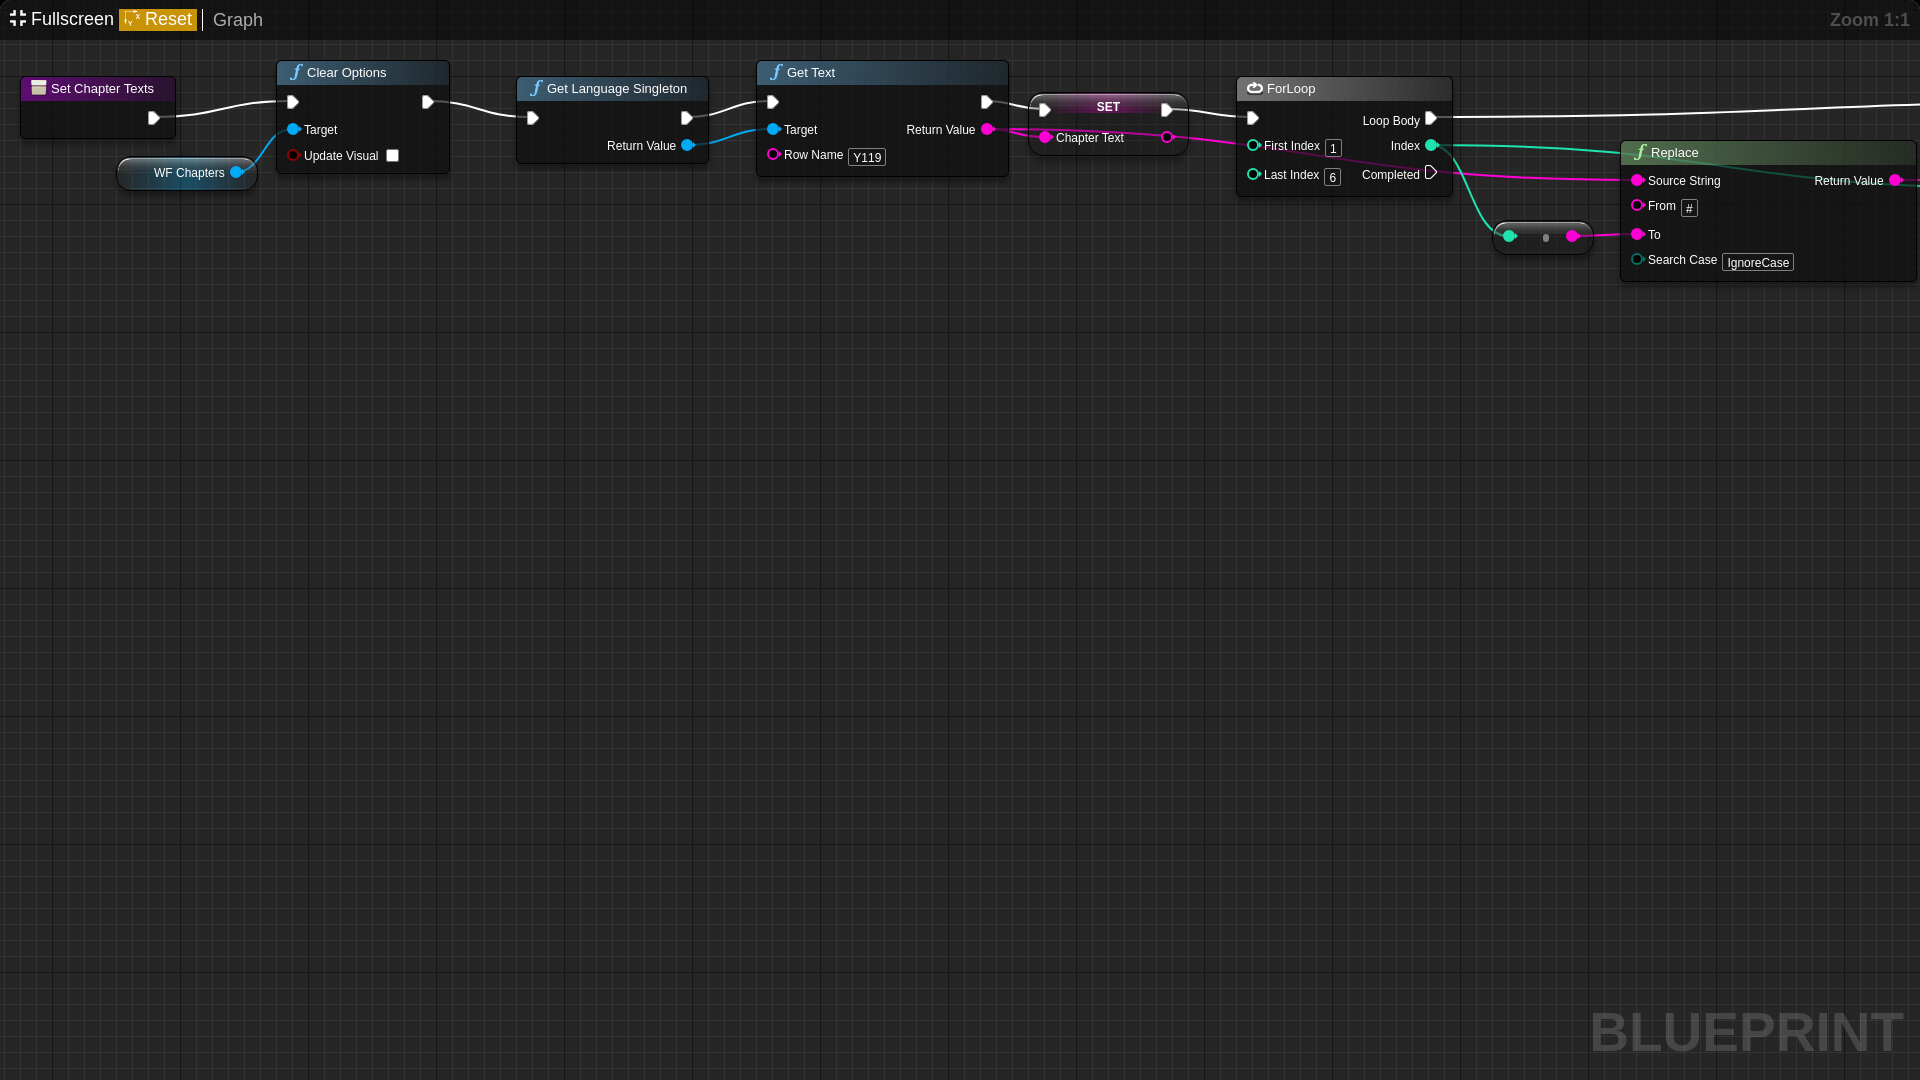 Fullscreen Reset Graph Zoom 1:1
Set Chapter Texts
WF Chapters
Clear Options
Target
Update Visual
Get Language Singleton
Return Value
Get Text
Target Return Value
Row Name Y119
SET
Chapter Text
ForLoop
Loop Body
First Index 1 Index
Last Index 6 Completed
Replace
Source String Return Value
From #
To
Search Case IgnoreCase
BLUEPRINT